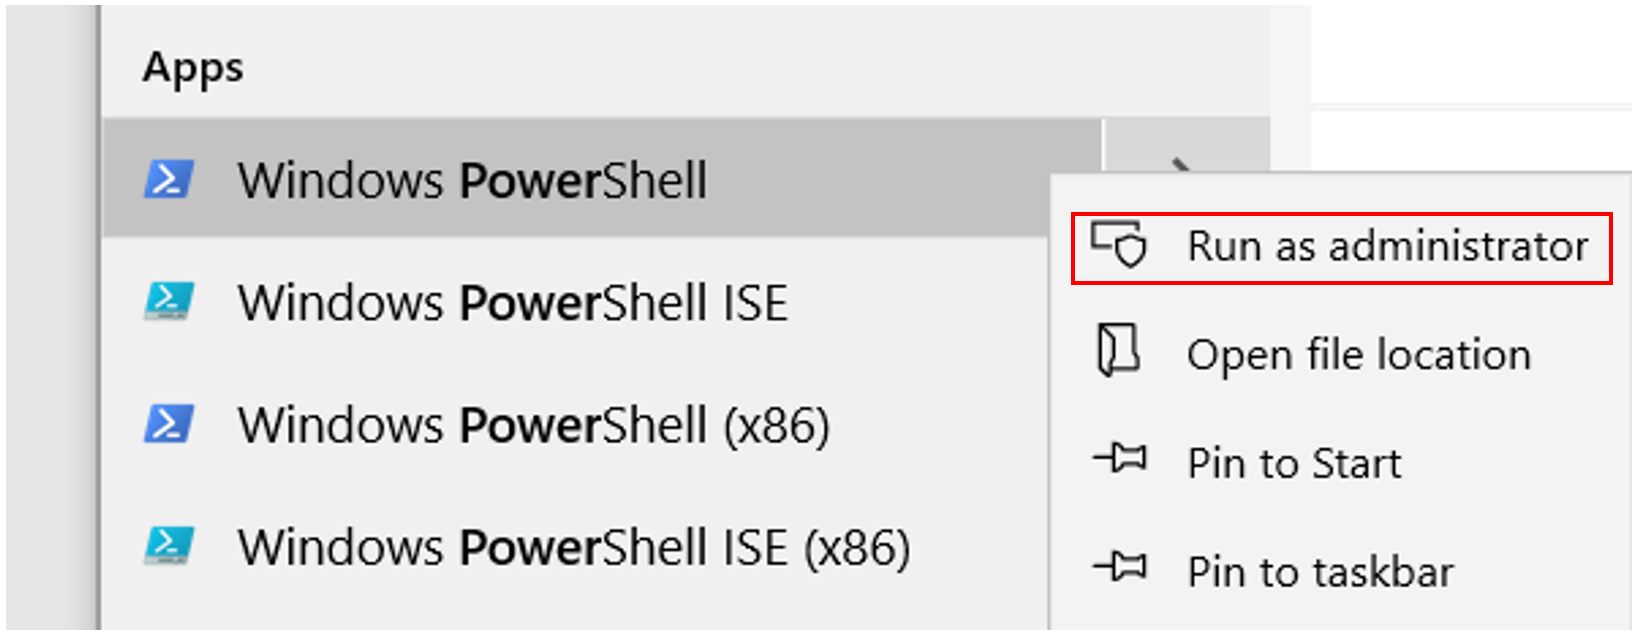 Apps
Windows PowerShell
Windows PowerShell ISE
Windows PowerShell (x86)
Windows PowerShell ISE (x86)
Run as administrator
Open file location
Pin to Start
Pin to taskbar